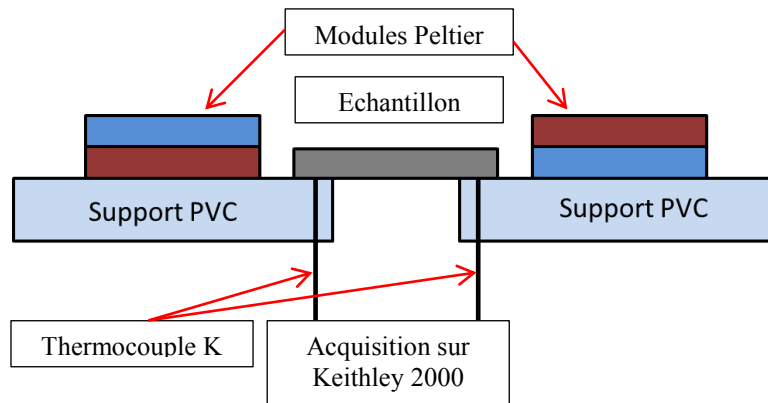 Modules Peltier
Echantillon
Support PVC
Support PVC
Thermocouple K
Acquisition sur
Keithley 2000